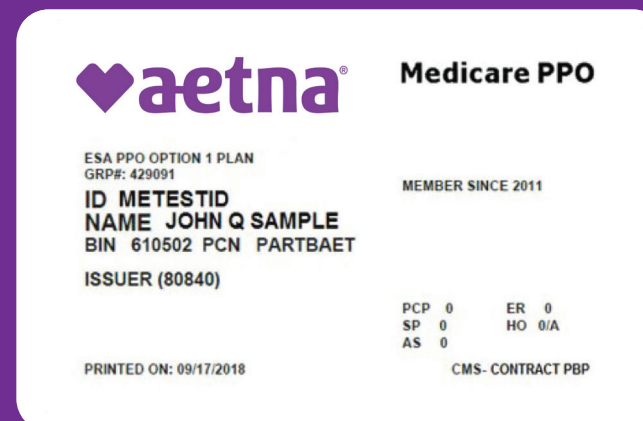 aetna®
Medicare PPO
ESA PPO OPTION 1 PLAN
GRP#: 429091
MEMBER SINCE 2011
ID METESTID
NAME JOHN Q SAMPLE
BIN 610502 PCN PARTBAET
ISSUER (80840)
PCP 0 ER 0
SP 0 HO 0/A
AS 0
PRINTED ON: 09/17/2018
CMS- CONTRACT PBP